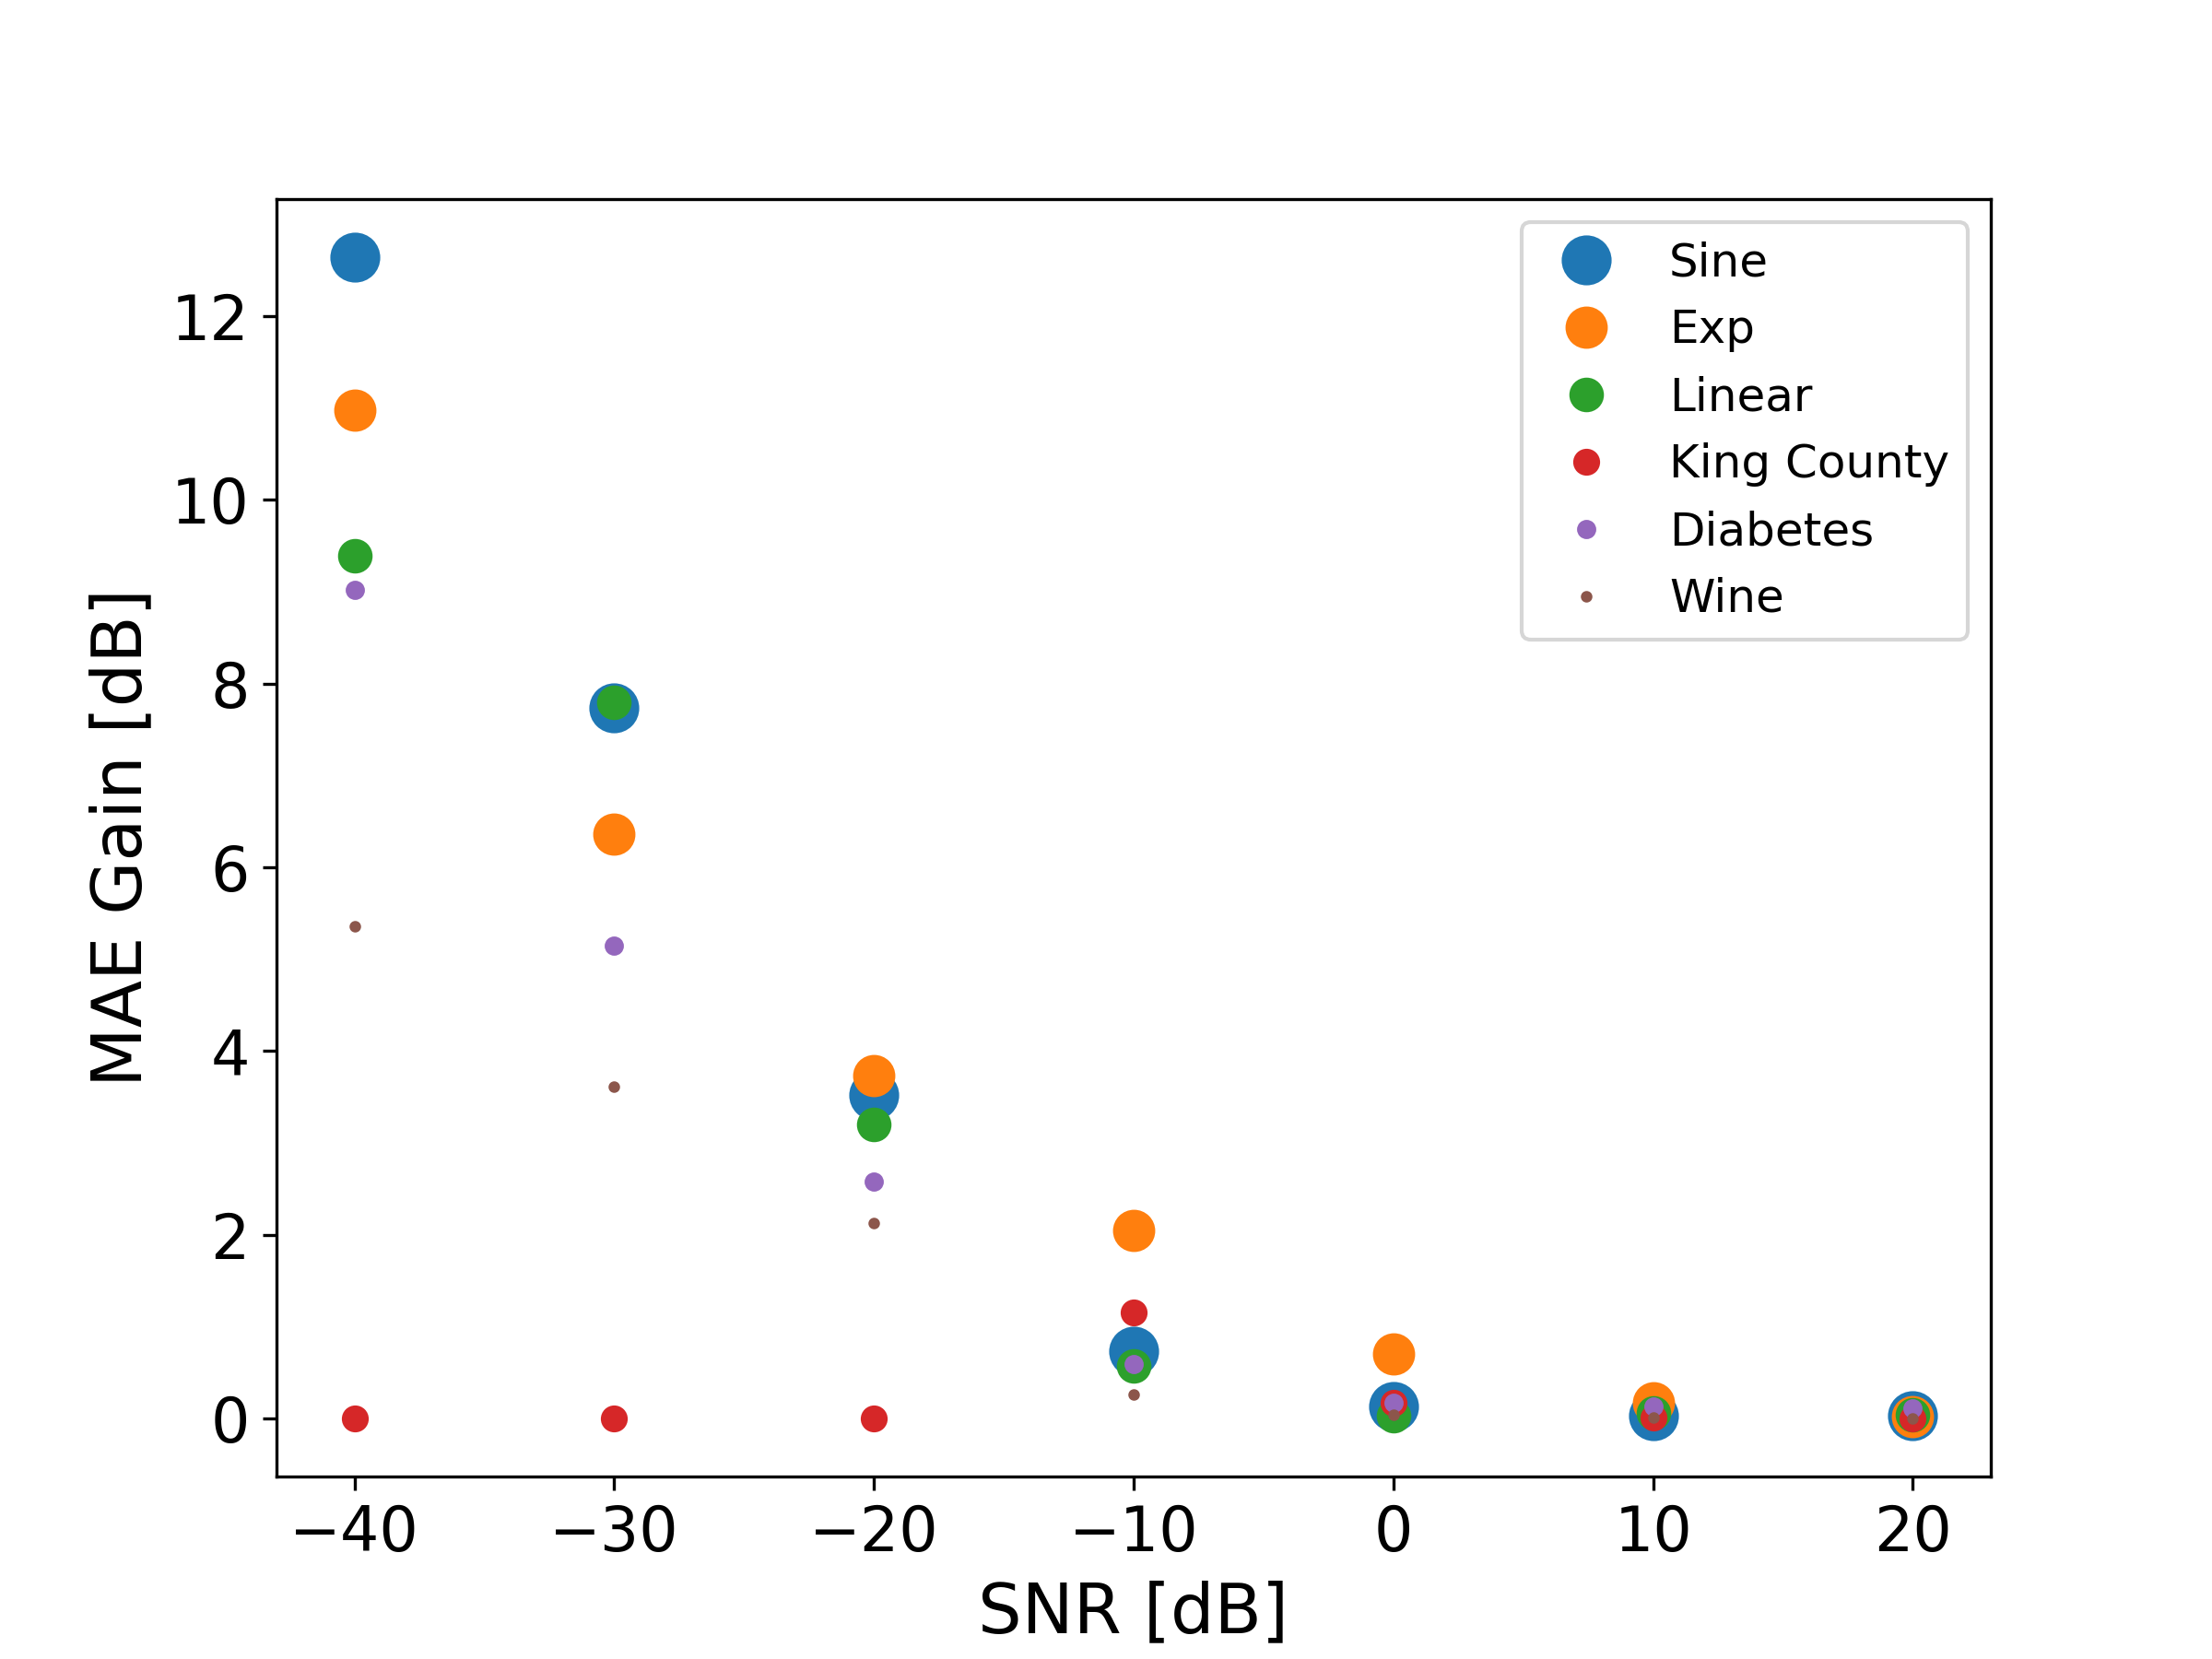 Sine
Exp
Linear
King County
Diabetes
Wine
MAE Gain [dB]
12
10
8
6
4
2
0
−40 −30 −20 −10 0 10 20
SNR [dB]